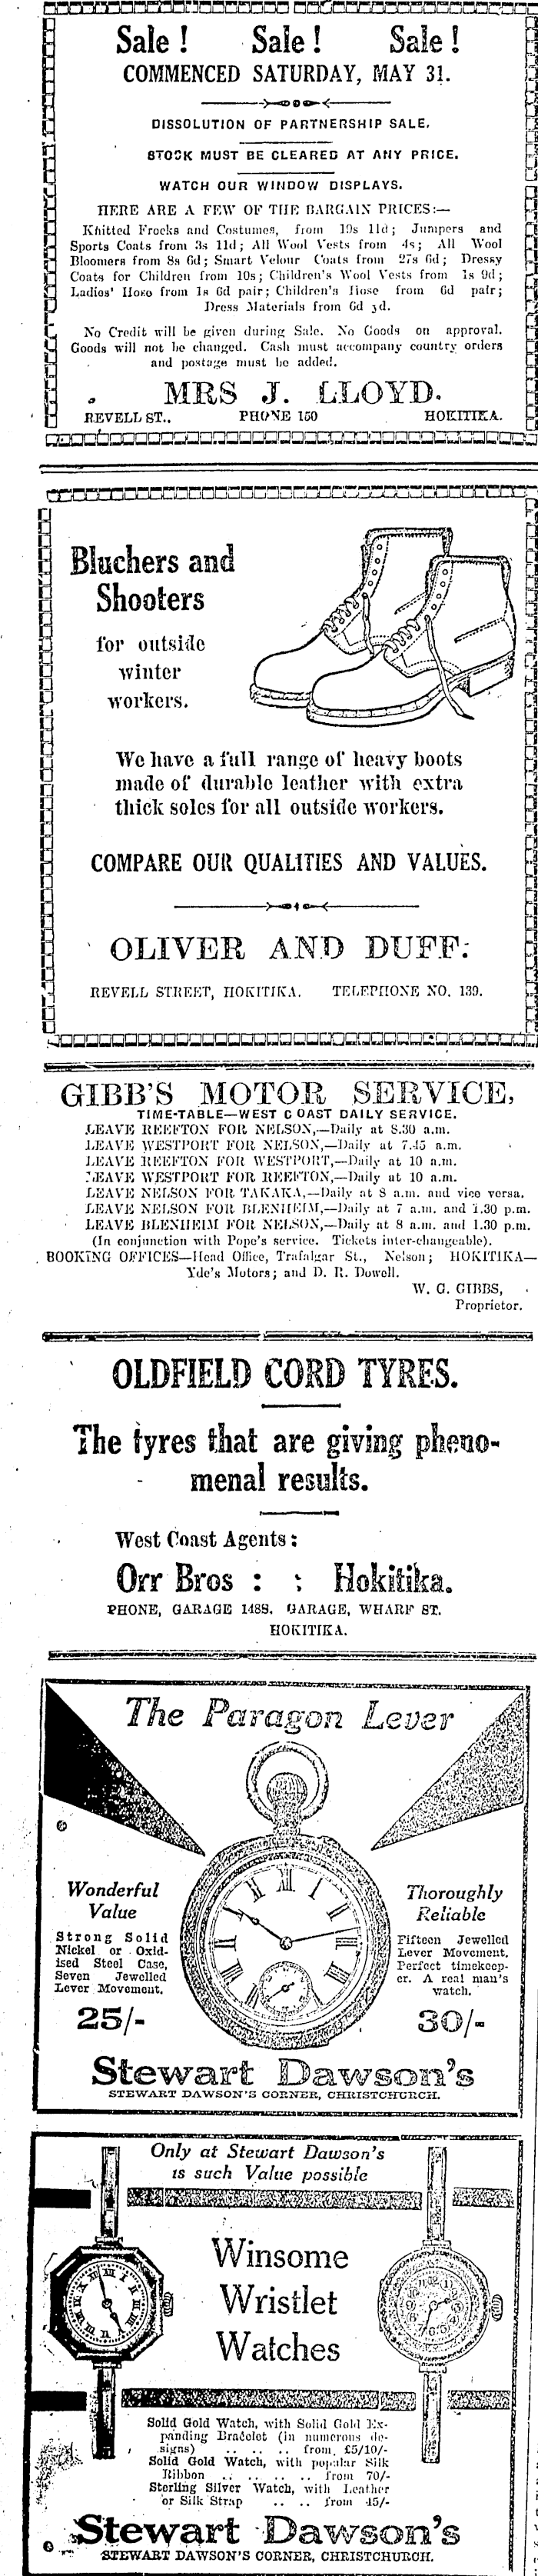 Sale! Sale! Sale!
COMMENCED SATURDAY, MAY 31.
DISSOLUTION OF PARTNERSHIP SALE.
STOCK MUST BE CLEARED AT ANY PRICE.
WATCH OUR WINDOW DISPLAYS.
HERE ARE A FEW OF THE BARGAIN PRICES:—
Knitted Frocks and Costumes, from 19s 11d; Jumpers and
Sports Coats from 3s 11d; All Wool Vests from 4s; All Wool
Bloomers from 8s 6d; Smart Velour Coats from 27s 6d; Dressy
Coats for Children from 10s; Children's Wool Vests from 1s 9d;
Ladies' Hose from 1s 6d pair; Children's Hose from 6d pair;
Dress Materials from 6d yd.
No Credit will be given during Sale. No Goods on approval.
Goods will not be changed. Cash must accompany country orders
and postage must be added.
MRS J. LLOYD.
REVELL ST., PHONE 150 HOKITIKA.
Bluchers and
Shooters
for outside
winter
workers.
We have a full range of heavy boots
made of durable leather with extra
thick soles for all outside workers.
COMPARE OUR QUALITIES AND VALUES.
OLIVER AND DUFF:
REVELL STREET, HOKITIKA. TELEPHONE NO. 139.
GIBB'S MOTOR SERVICE,
TIME-TABLE—WEST COAST DAILY SERVICE.
LEAVE REEFTON FOR NELSON,—Daily at 8.30 a.m.
LEAVE WESTPORT FOR NELSON,—Daily at 7.45 a.m.
LEAVE REEFTON FOR WESTPORT,—Daily at 10 a.m.
LEAVE WESTPORT FOR REEFTON,—Daily at 10 a.m.
LEAVE NELSON FOR TAKAKA,—Daily at 8 a.m. and vice versa.
LEAVE NELSON FOR BLENHEIM,—Daily at 7 a.m. and 1.30 p.m.
LEAVE BLENHEIM FOR NELSON,—Daily at 8 a.m. and 1.30 p.m.
(In conjunction with Pope's service. Tickets inter-changeable).
BOOKING OFFICES—Head Office, Trafalgar St., Nelson; HOKITIKA—
Yde's Motors; and D. R. Dowell.
W. G. GIBBS,
Proprietor.
OLDFIELD CORD TYRES.
The tyres that are giving pheno-
menal results.
West Coast Agents:
Orr Bros : : Hokitika.
PHONE, GARAGE 148S. GARAGE, WHARF ST.
HOKITIKA.
The Paragon Lever
Wonderful
Value
Strong Solid
Nickel or Oxid-
ised Steel Case,
Seven Jewelled
Lever Movement.
25/-
Thoroughly
Reliable
Fifteen Jewelled
Lever Movement.
Perfect timekeep-
er. A real man's
watch.
30/-
Stewart Dawson's
STEWART DAWSON'S CORNER, CHRISTCHURCH.
Only at Stewart Dawson's
is such Value possible
Winsome
Wristlet
Watches
Solid Gold Watch, with Solid Gold Ex-
panding Bracelet (in numerous de-
signs) .. .. .. from £5/10/-
Solid Gold Watch, with popular Silk
Ribbon .. .. .. .. from 70/-
Sterling Silver Watch, with Leather
or Silk Strap .. .. from 45/-
Stewart Dawson's
STEWART DAWSON'S CORNER, CHRISTCHURCH.